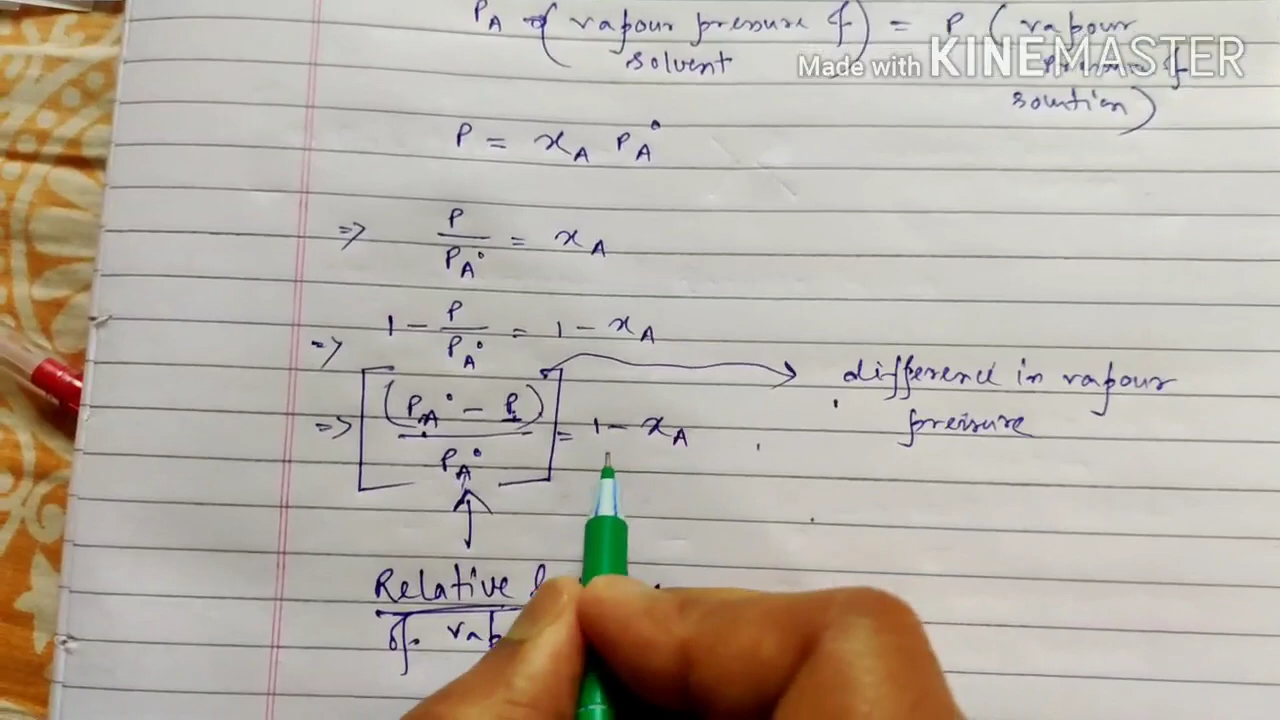 PA of (vapour pressure of) = P (vapour
solvent
Made with KINEMASTER
solution)
P = xA PA°
=> P/PA° = xA
=> 1 - P/PA° = 1 - xA
difference in vapour
pressure
=> [(PA° - P)/PA°] = 1 - xA
Relative
of. vap